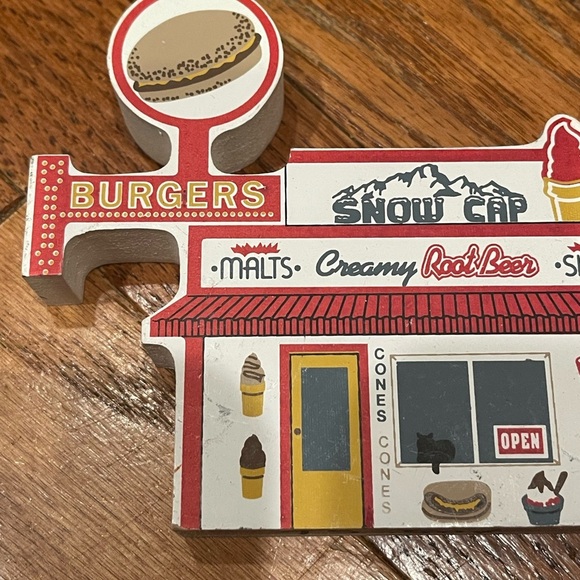 BURGERS
SNOW CAP
•MALTS• Creamy Root Beer •S
CONES
CONES
OPEN